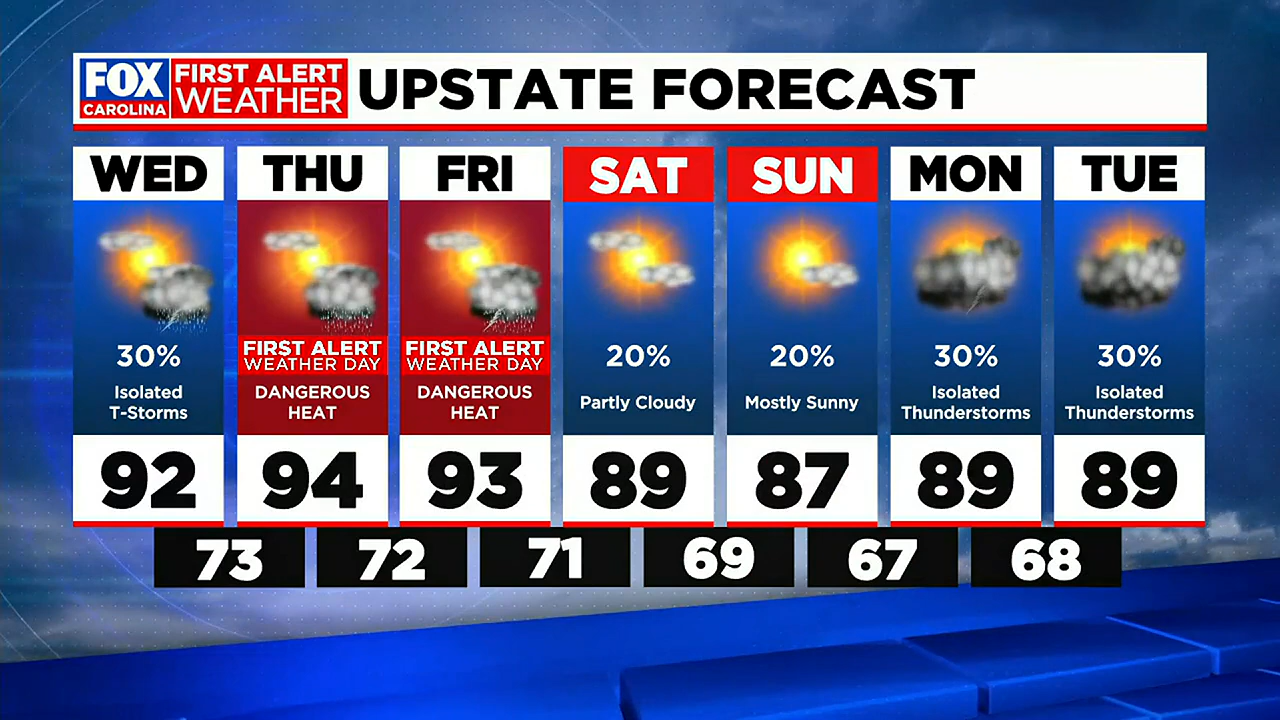 FOX
CAROLINA
FIRST ALERT
WEATHER
UPSTATE FORECAST
WED
30%
Isolated
T-Storms
92
THU
FIRST ALERT
WEATHER DAY
DANGEROUS
HEAT
94
FRI
FIRST ALERT
WEATHER DAY
DANGEROUS
HEAT
93
SAT
20%
Partly Cloudy
89
SUN
20%
Mostly Sunny
87
MON
30%
Isolated
Thunderstorms
89
TUE
30%
Isolated
Thunderstorms
89
73
72
71
69
67
68